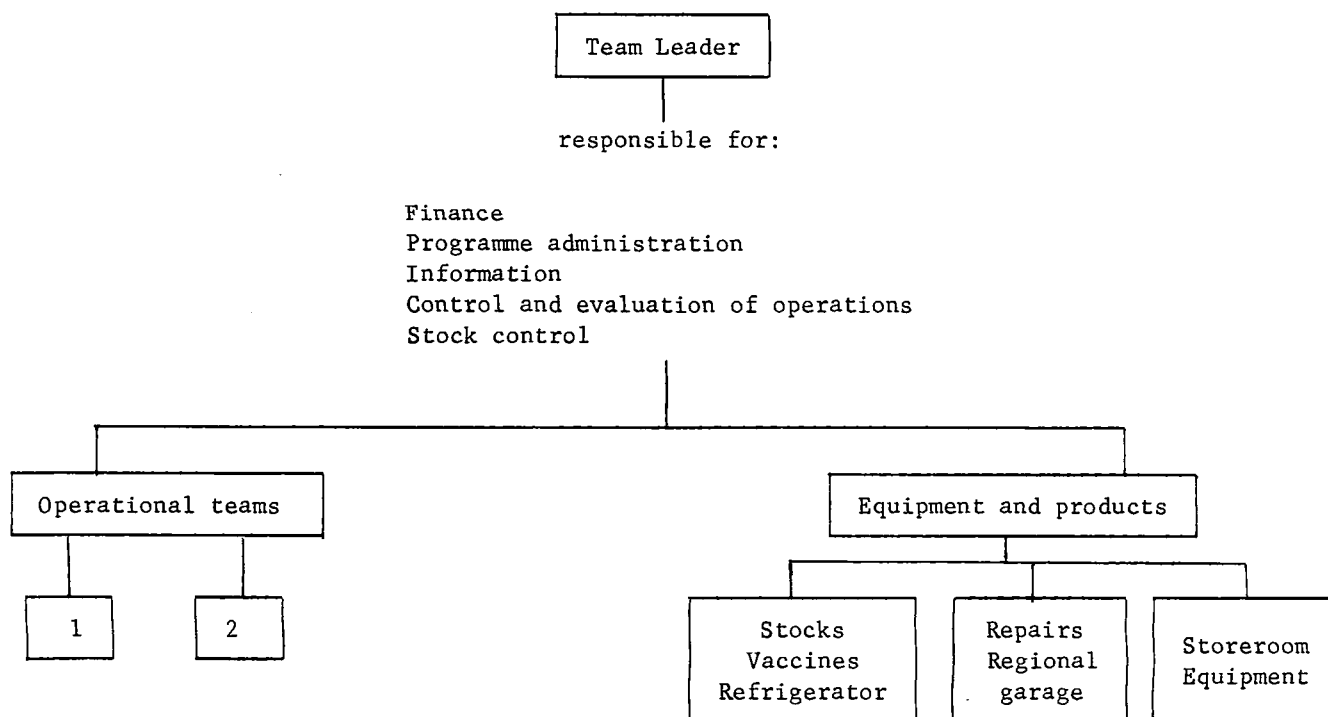 Team Leader
responsible for:
Finance
Programme administration
Information
Control and evaluation of operations
Stock control
Operational teams
Equipment and products
1
2
Stocks
Vaccines
Refrigerator
Repairs
Regional
garage
Storeroom
Equipment